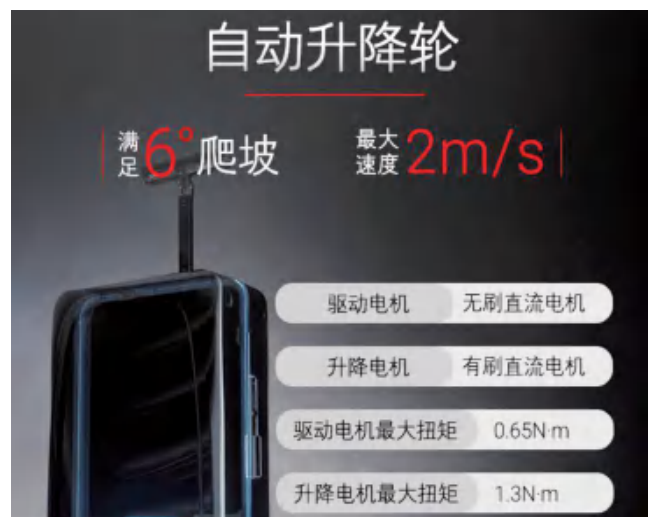 自动升降轮
满足6°爬坡
最大速度2m/s
驱动电机 无刷直流电机
升降电机 有刷直流电机
驱动电机最大扭矩 0.65N·m
升降电机最大扭矩 1.3N·m